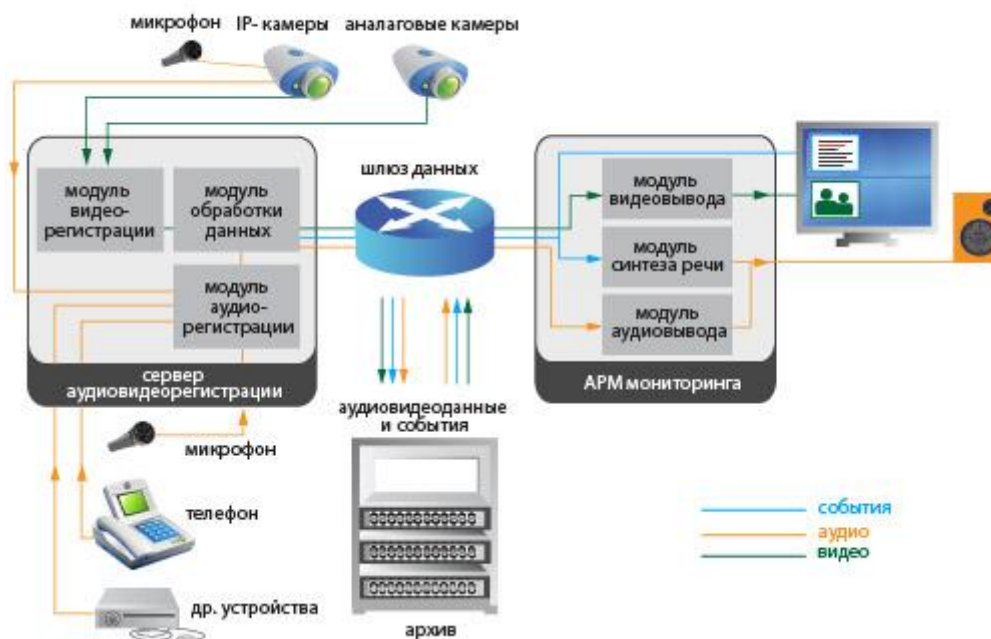 микрофон
IP- камеры
аналаговые камеры
модуль
видео-
регистрации
модуль
обработки
данных
модуль
аудио-
регистрации
сервер
аудиовидеорегистрации
шлюз данных
модуль
видеовывода
модуль
синтеза речи
модуль
аудиовывода
АРМ мониторинга
аудиовидеоданные
и события
микрофон
телефон
др. устройства
архив
события
аудио
видео